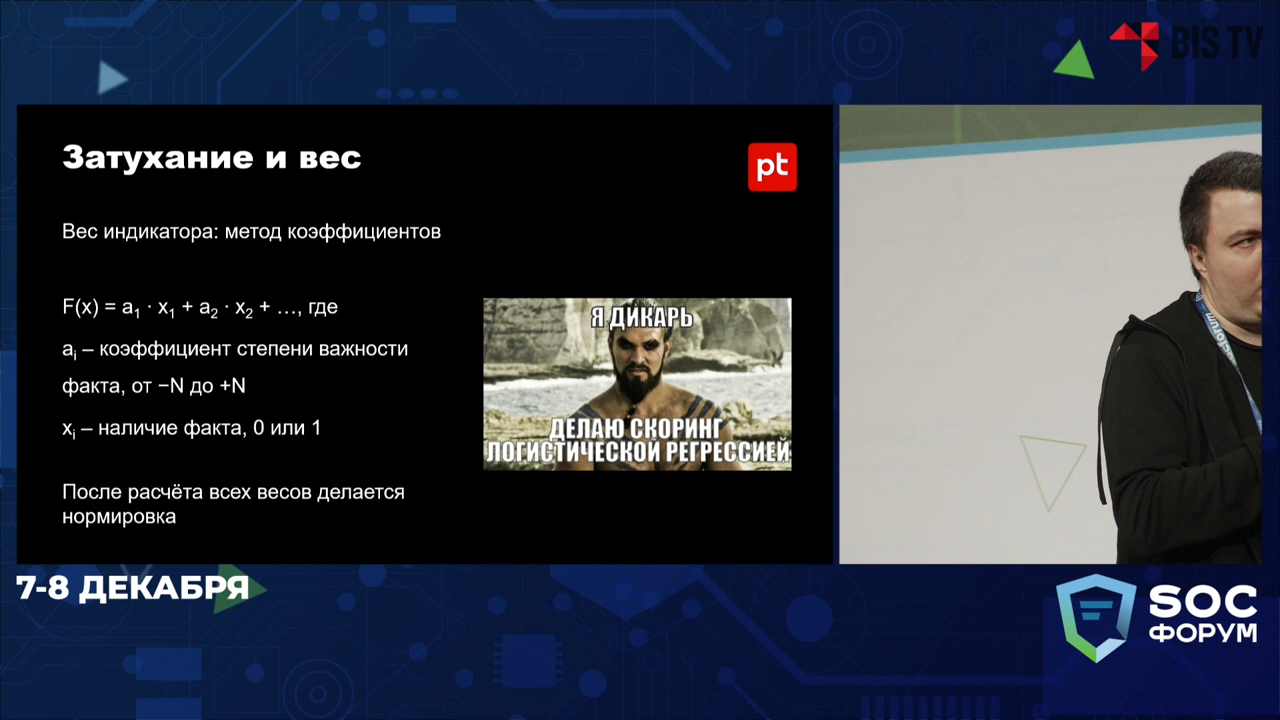 BIS TV
Затухание и вес
pt
Вес индикатора: метод коэффициентов
F(x) = a₁ · x₁ + a₂ · x₂ + …, где
aᵢ – коэффициент степени важности
факта, от −N до +N
xᵢ – наличие факта, 0 или 1
После расчёта всех весов делается
нормировка
Я ДИКАРЬ
ДЕЛАЮ СКОРИНГ
ЛОГИСТИЧЕСКОЙ РЕГРЕССИЕЙ
7-8 ДЕКАБРЯ
SOC
ФОРУМ